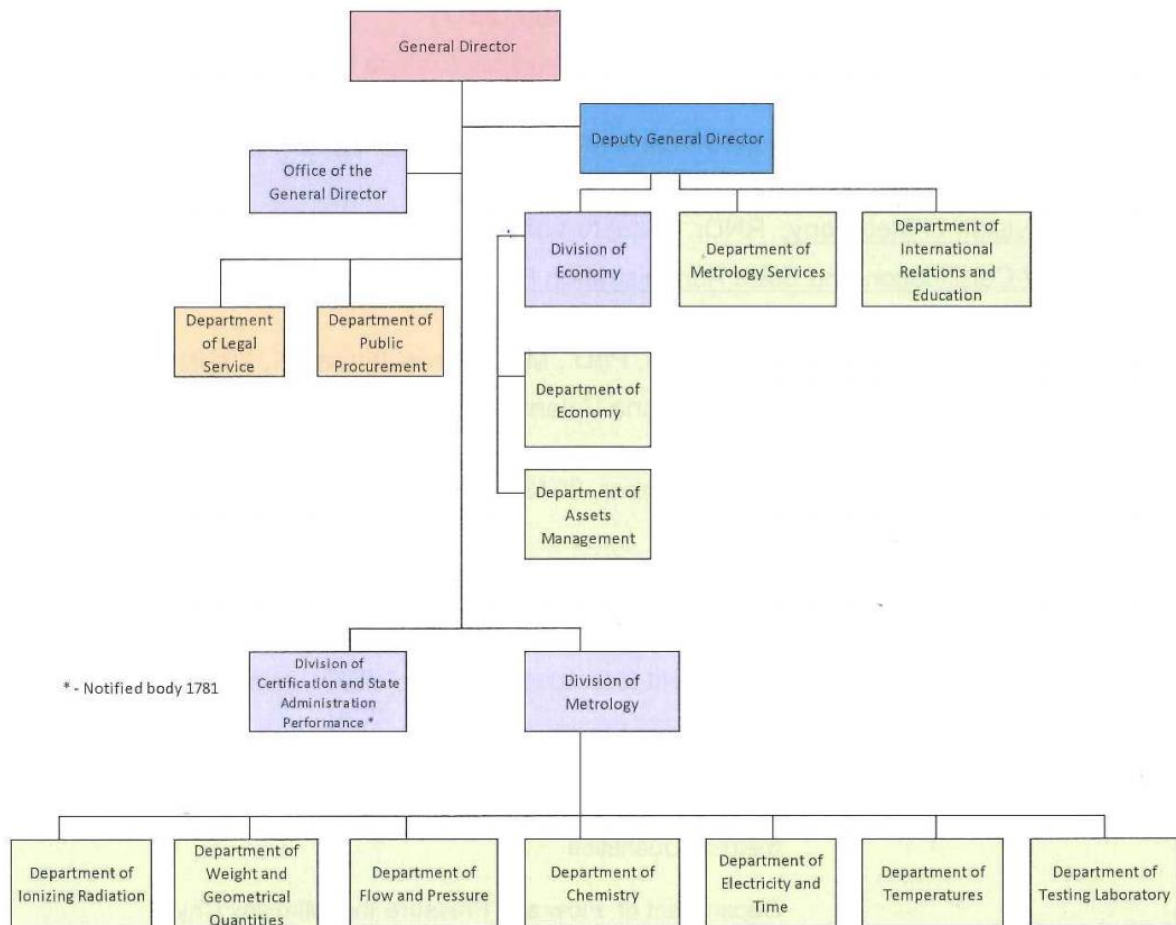 General Director
Deputy General Director
Office of the
General Director
Division of
Economy
Department of
Metrology Services
Department of
International
Relations and
Education
Department
of Legal
Service
Department of
Public
Procurement
Department of
Economy
Department of
Assets
Management
* - Notified body 1781
Division of
Certification and State
Administration
Performance *
Division of
Metrology
Department of
Ionizing Radiation
Department of
Weight and
Geometrical
Quantities
Department of
Flow and Pressure
Department of
Chemistry
Department of
Electricity and
Time
Department of
Temperatures
Department of
Testing Laboratory